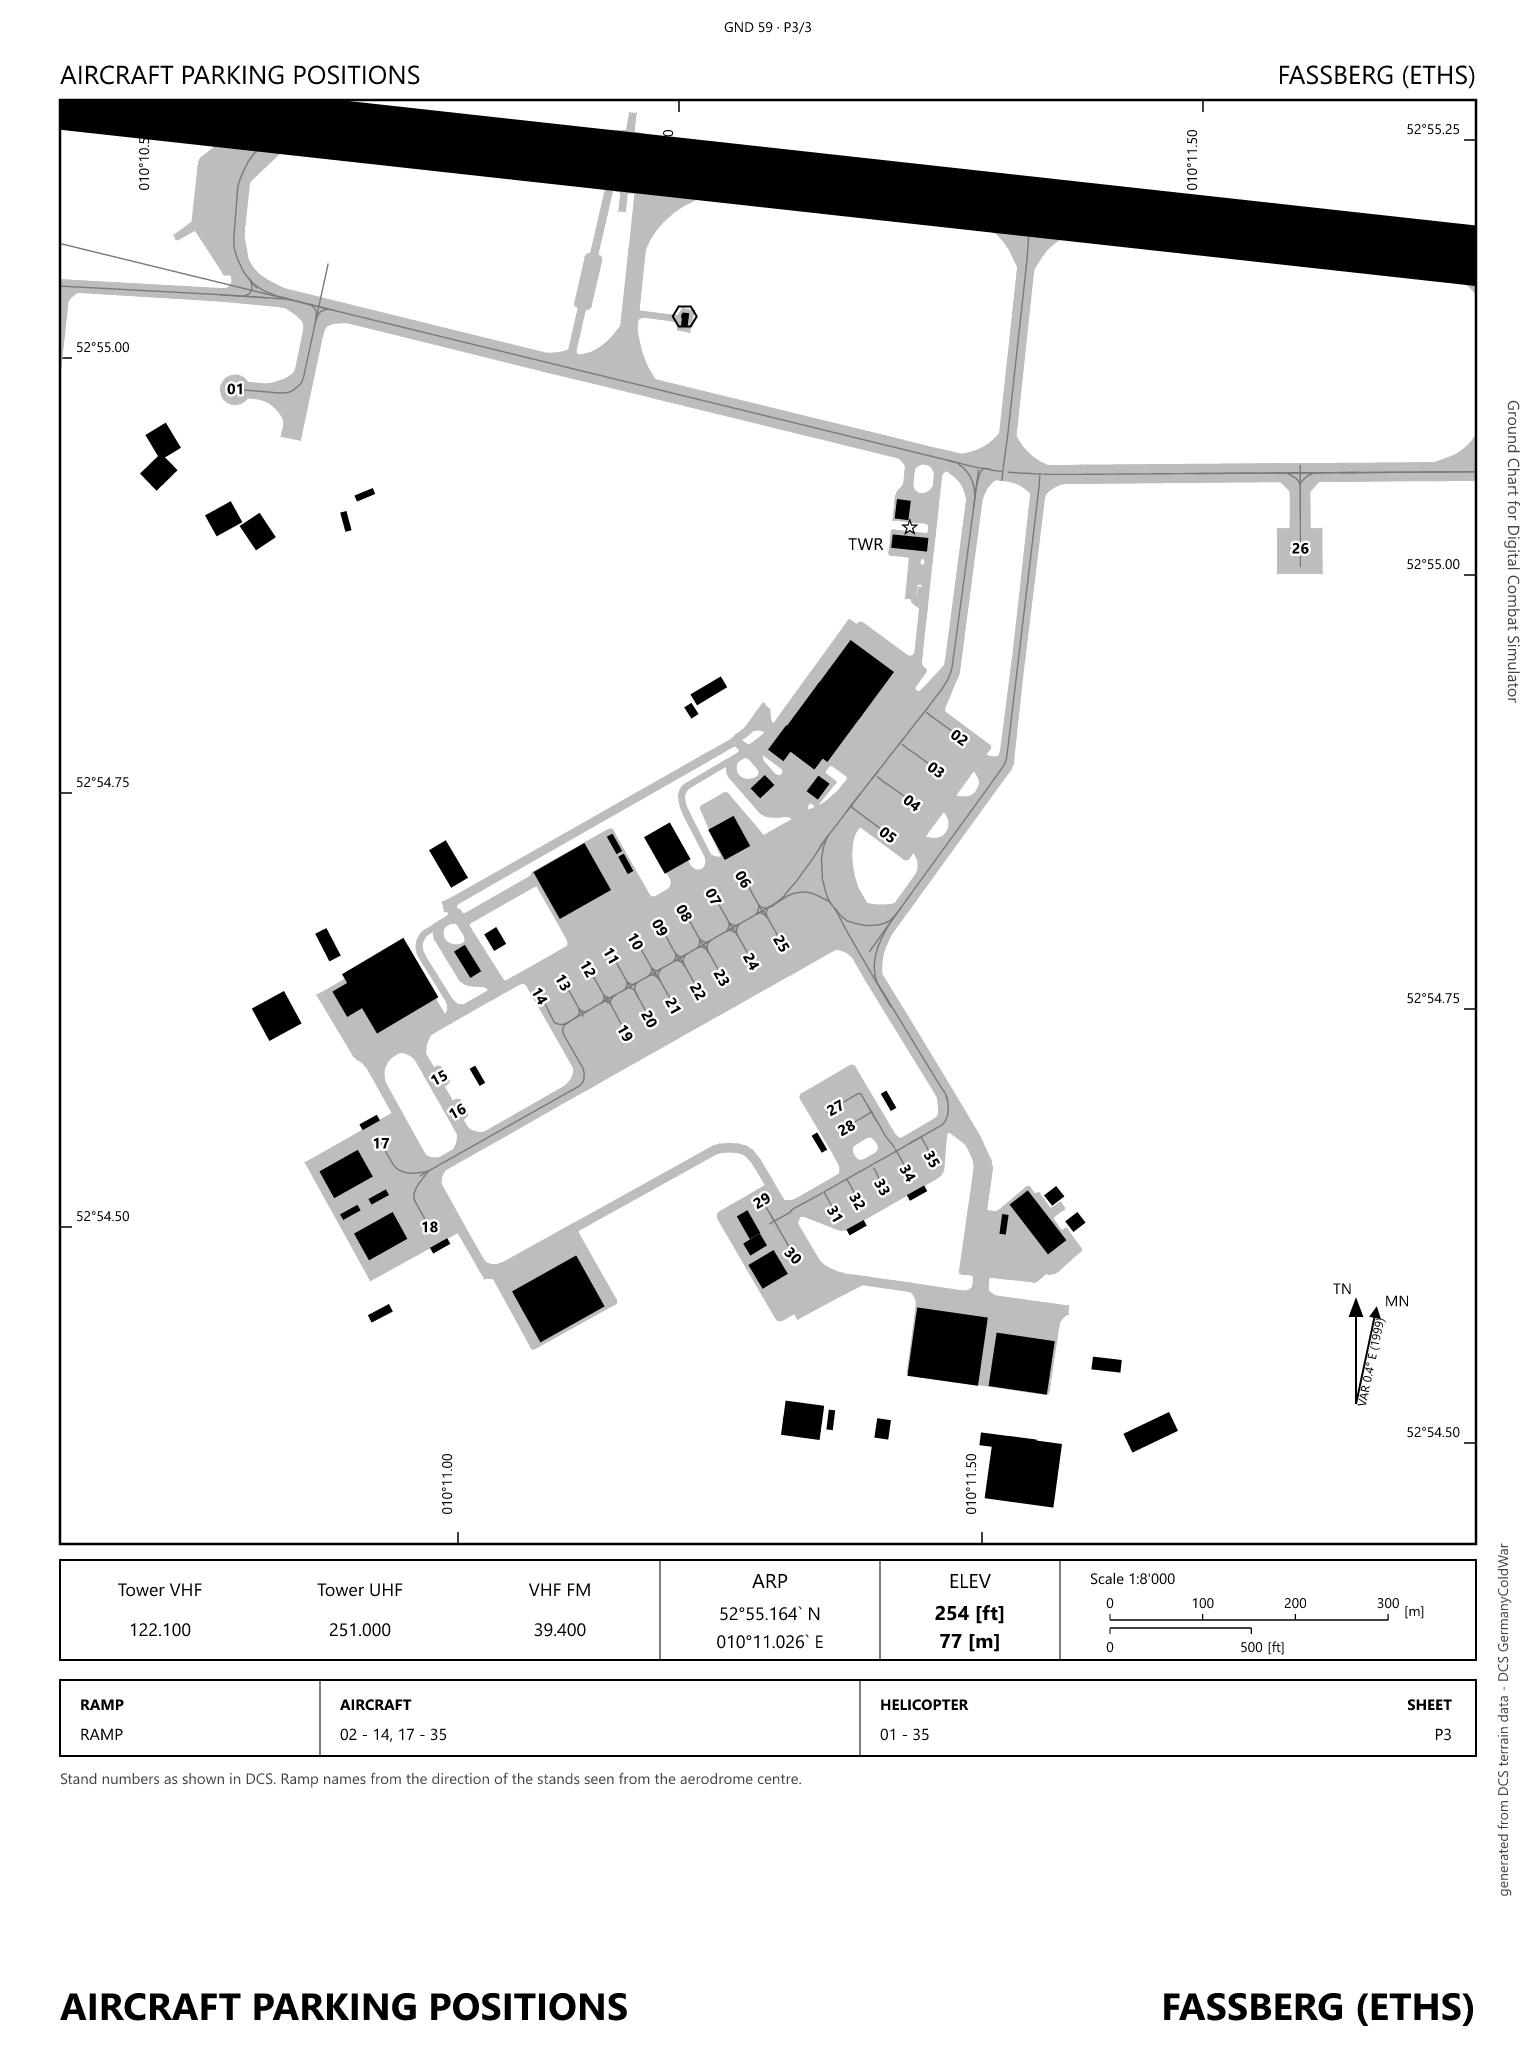 GND 59 · P3/3
AIRCRAFT PARKING POSITIONS
FASSBERG (ETHS)
52°55.25
010°11.50
52°55.00
01
TWR
26
52°55.00
02
03
04
05
52°54.75
06
07
08
09
10
11
12
13
14
25
24
23
22
21
20
19
52°54.75
15
16
17
18
27
28
29
30
31
32
33
34
35
52°54.50
TN
MN
VAR 0.4° E (1999)
52°54.50
010°11.00
010°11.50
Ground Chart for Digital Combat Simulator
generated from DCS terrain data - DCS GermanyColdWar
Tower VHF
122.100
Tower UHF
251.000
VHF FM
39.400
ARP
52°55.164` N
010°11.026` E
ELEV
254 [ft]
77 [m]
Scale 1:8'000
0 100 200 300 [m]
0 500 [ft]
RAMP AIRCRAFT HELICOPTER SHEET
RAMP 02 - 14, 17 - 35 01 - 35 P3
Stand numbers as shown in DCS. Ramp names from the direction of the stands seen from the aerodrome centre.
AIRCRAFT PARKING POSITIONS
FASSBERG (ETHS)